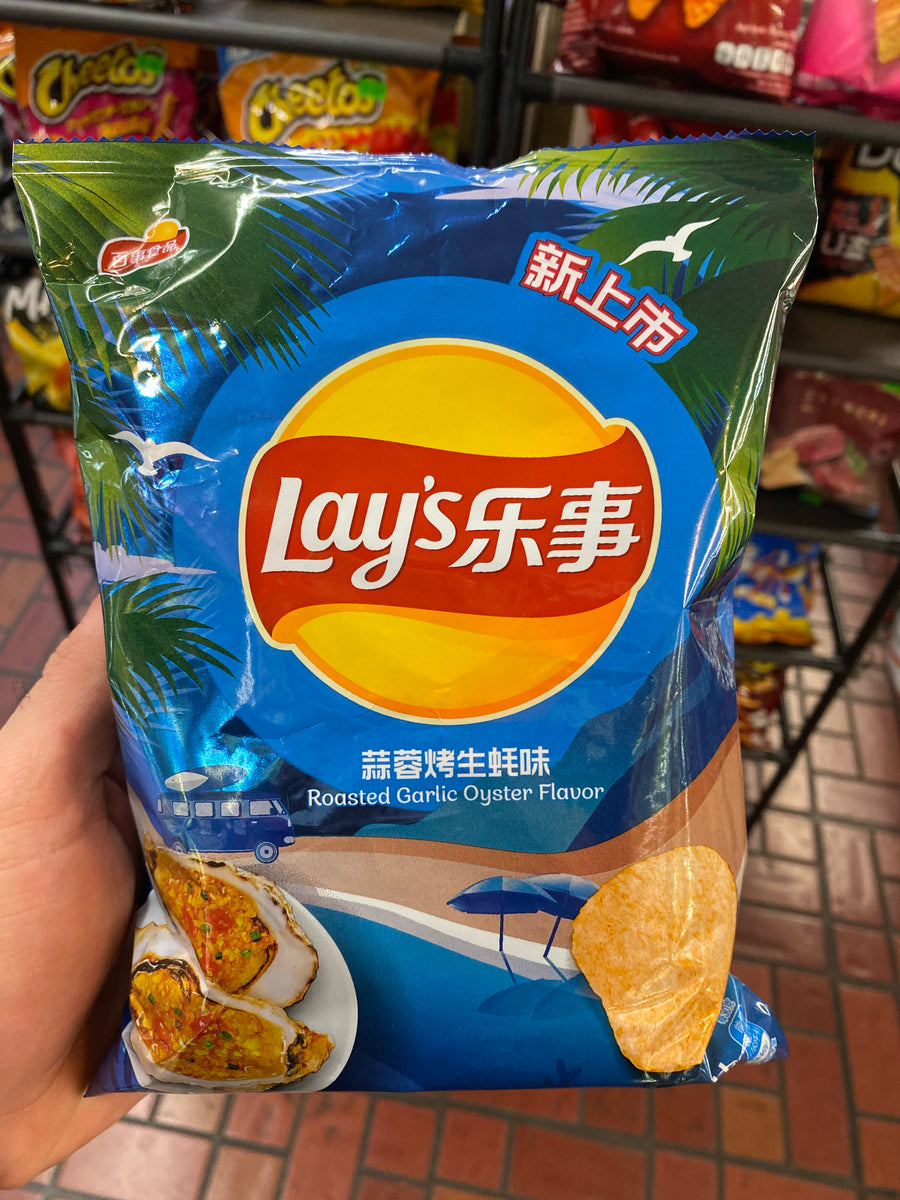 Cheetos
Cheetos
百事食品
新上市
Lay's乐事
蒜蓉烤生蚝味
Roasted Garlic Oyster Flavor